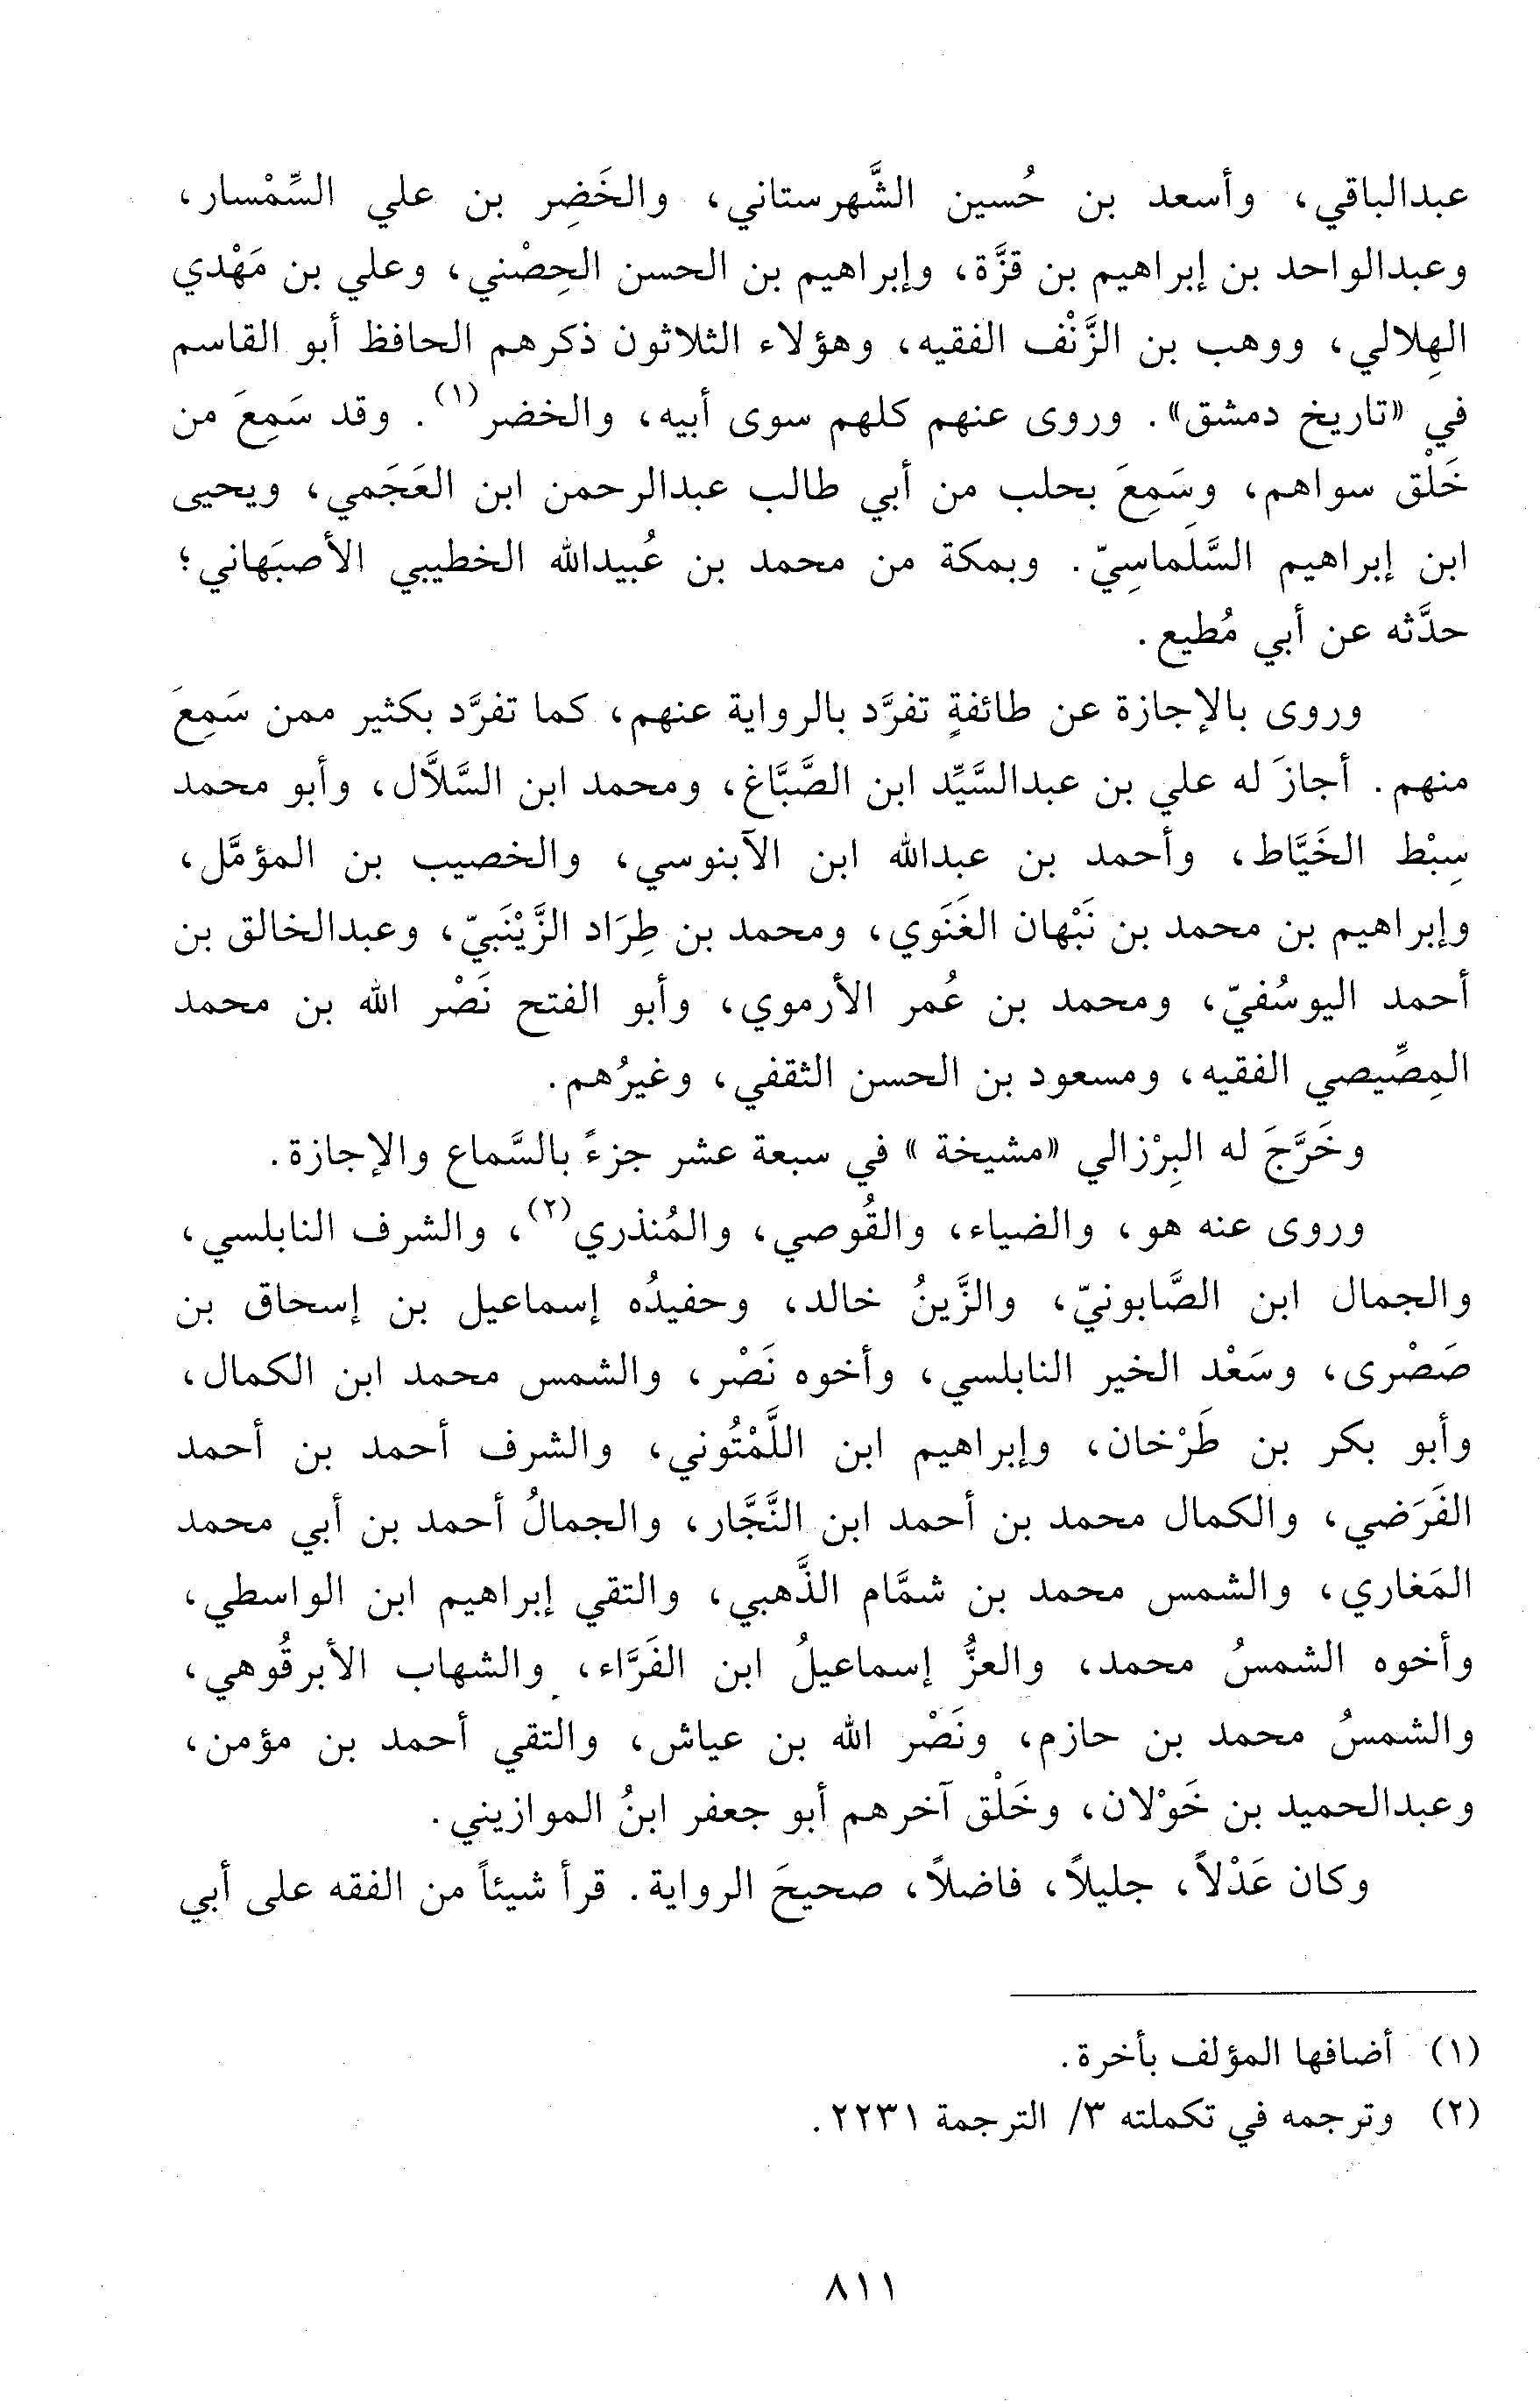 عبدالباقي، وأسعد بن حُسين الشَّهرستاني، والخَضِر بن علي السِّمْسار،
وعبدالواحد بن إبراهيم بن قزَّة، وإبراهيم بن الحسن الحِصْني، وعلي بن مَهْدي
الهِلالي، ووهب بن الزَّنْف الفقيه، وهؤلاء الثلاثون ذكرهم الحافظ أبو القاسم
في «تاريخ دمشق». وروى عنهم كلهم سوى أبيه، والخضر(١). وقد سَمِعَ من
خَلْق سواهم، وسَمِعَ بحلب من أبي طالب عبدالرحمن ابن العَجَمي، ويحيى
ابن إبراهيم السَّلَماسِيّ. وبمكة من محمد بن عُبيدالله الخطيبي الأصبَهاني؛
حدَّثه عن أبي مُطيع.
وروى بالإجازة عن طائفةٍ تفرَّد بالرواية عنهم، كما تفرَّد بكثير ممن سَمِعَ
منهم. أجازَ له علي بن عبدالسَّيِّد ابن الصَّبَّاغ، ومحمد ابن السَّلاَّل، وأبو محمد
سِبْط الخَيَّاط، وأحمد بن عبدالله ابن الآبنوسي، والخصيب بن المؤمَّل،
وإبراهيم بن محمد بن نَبْهان الغَنَوي، ومحمد بن طِرَاد الزَّيْنَبيّ، وعبدالخالق بن
أحمد اليوسُفيّ، ومحمد بن عُمر الأرموي، وأبو الفتح نَصْر الله بن محمد
المِصِّيصي الفقيه، ومسعود بن الحسن الثقفي، وغيرُهم.
وخَرَّجَ له البِرْزالي «مشيخة» في سبعة عشر جزءً بالسَّماع والإجازة.
وروى عنه هو، والضياء، والقُوصي، والمُنذري(٢)، والشرف النابلسي،
والجمال ابن الصَّابونيّ، والزَّينُ خالد، وحفيدُه إسماعيل بن إسحاق بن
صَصْرى، وسَعْد الخير النابلسي، وأخوه نَصْر، والشمس محمد ابن الكمال،
وأبو بكر بن طَرْخان، وإبراهيم ابن اللَّمْتُوني، والشرف أحمد بن أحمد
الفَرَضي، والكمال محمد بن أحمد ابن النَّجَّار، والجمالُ أحمد بن أبي محمد
المَغاري، والشمس محمد بن شمَّام الذَّهبي، والتقي إبراهيم ابن الواسطي،
وأخوه الشمسُ محمد، والعزُّ إسماعيلُ ابن الفَرَّاء، والشهاب الأبرقُوهي،
والشمسُ محمد بن حازم، ونَصْر الله بن عياش، والتقي أحمد بن مؤمن،
وعبدالحميد بن خَوْلان، وخَلْق آخرهم أبو جعفر ابنُ الموازيني.
وكان عَدْلاً، جليلاً، فاضلاً، صحيحَ الرواية. قرأ شيئاً من الفقه على أبي
(١) أضافها المؤلف بأخرة.
(٢) وترجمه في تكملته ٣/ الترجمة ٢٢٣١.
٨١١